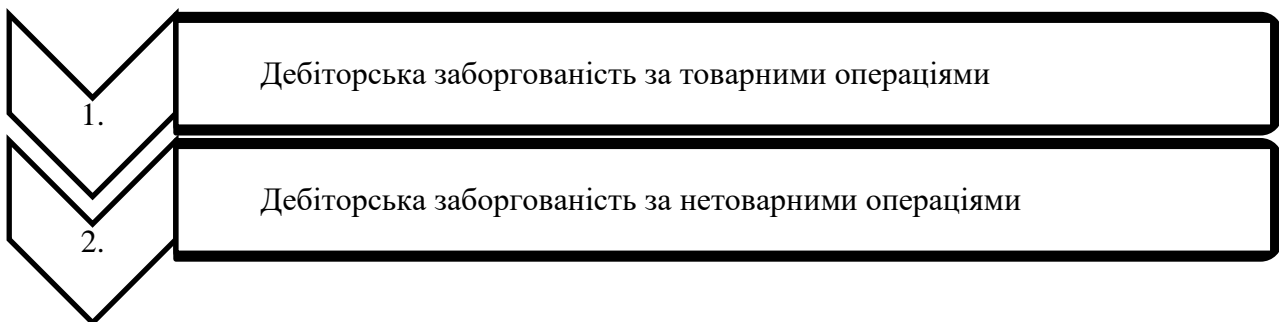 1. Дебіторська заборгованість за товарними операціями
2. Дебіторська заборгованість за нетоварними операціями